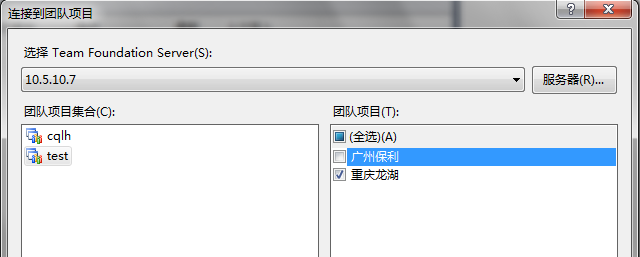 连接到团队项目
选择 Team Foundation Server(S):
10.5.10.7
服务器(R)...
团队项目集合(C):
团队项目(T):
cqlh
test
(全选)(A)
广州保利
重庆龙湖